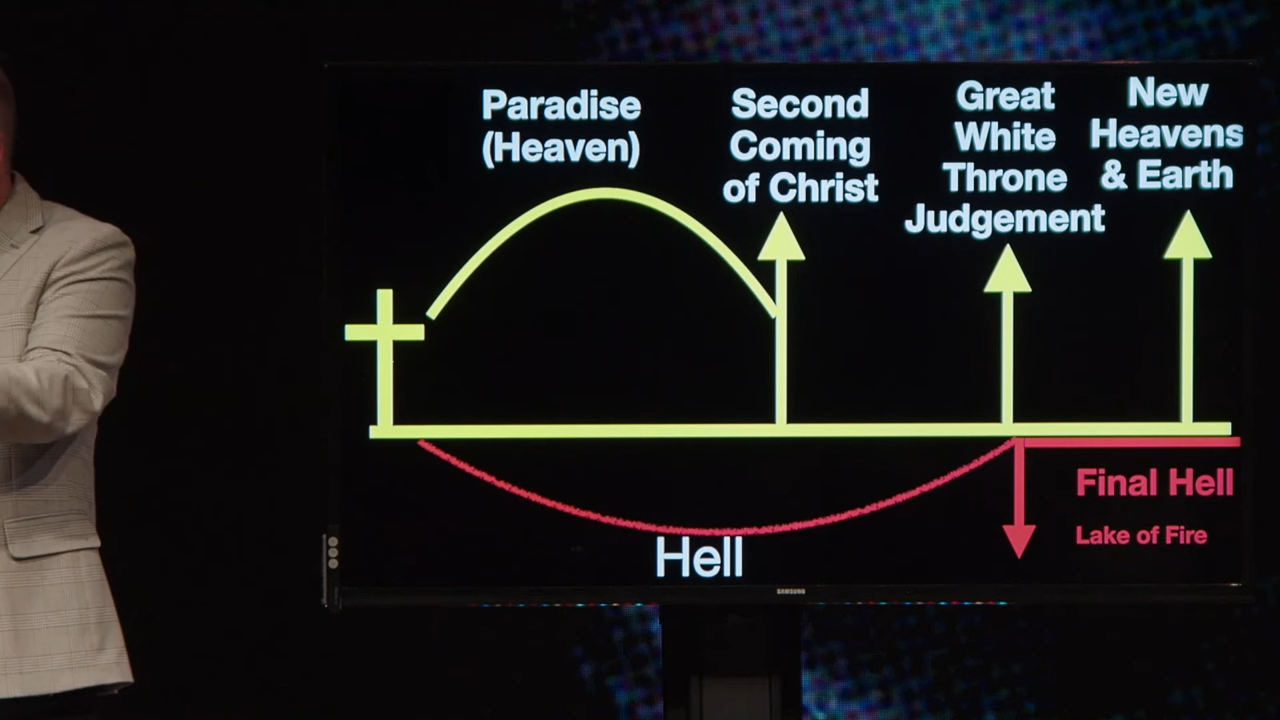 Paradise
(Heaven)
Second
Coming
of Christ
Great
White
Throne
Judgement
New
Heavens
& Earth
Hell
Final Hell
Lake of Fire
SAMSUNG